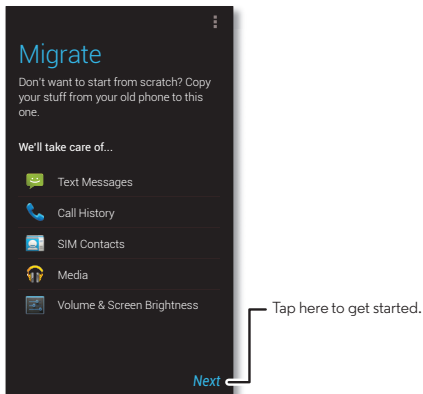 Migrate
Don't want to start from scratch? Copy
your stuff from your old phone to this
one.
We'll take care of...
Text Messages
Call History
SIM Contacts
Media
Volume & Screen Brightness
Next
Tap here to get started.